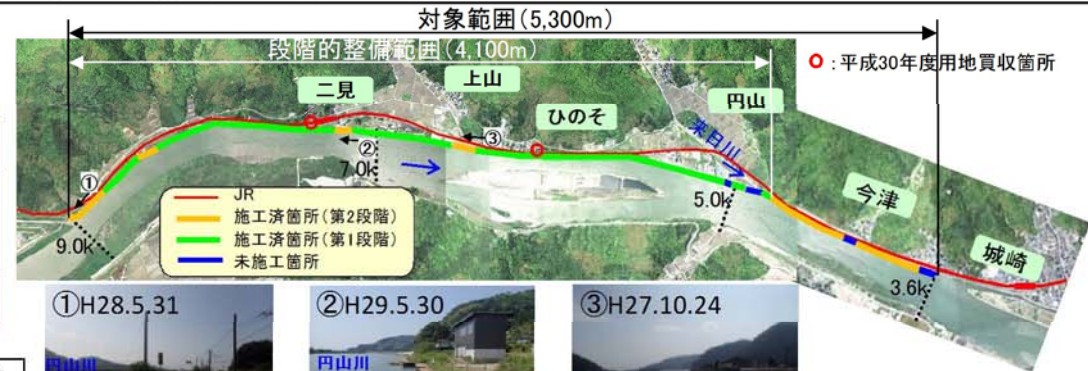 対象範囲(5,300m)
段階的整備範囲(4,100m)
○:平成30年度用地買収箇所
上山
二見
ひのそ
円山
来日川
今津
城崎
①
②
③
7.0k
5.0k
9.0k
3.6k
JR
施工済箇所(第2段階)
施工済箇所(第1段階)
未施工箇所
①H28.5.31
②H29.5.30
③H27.10.24
円山川
円山川